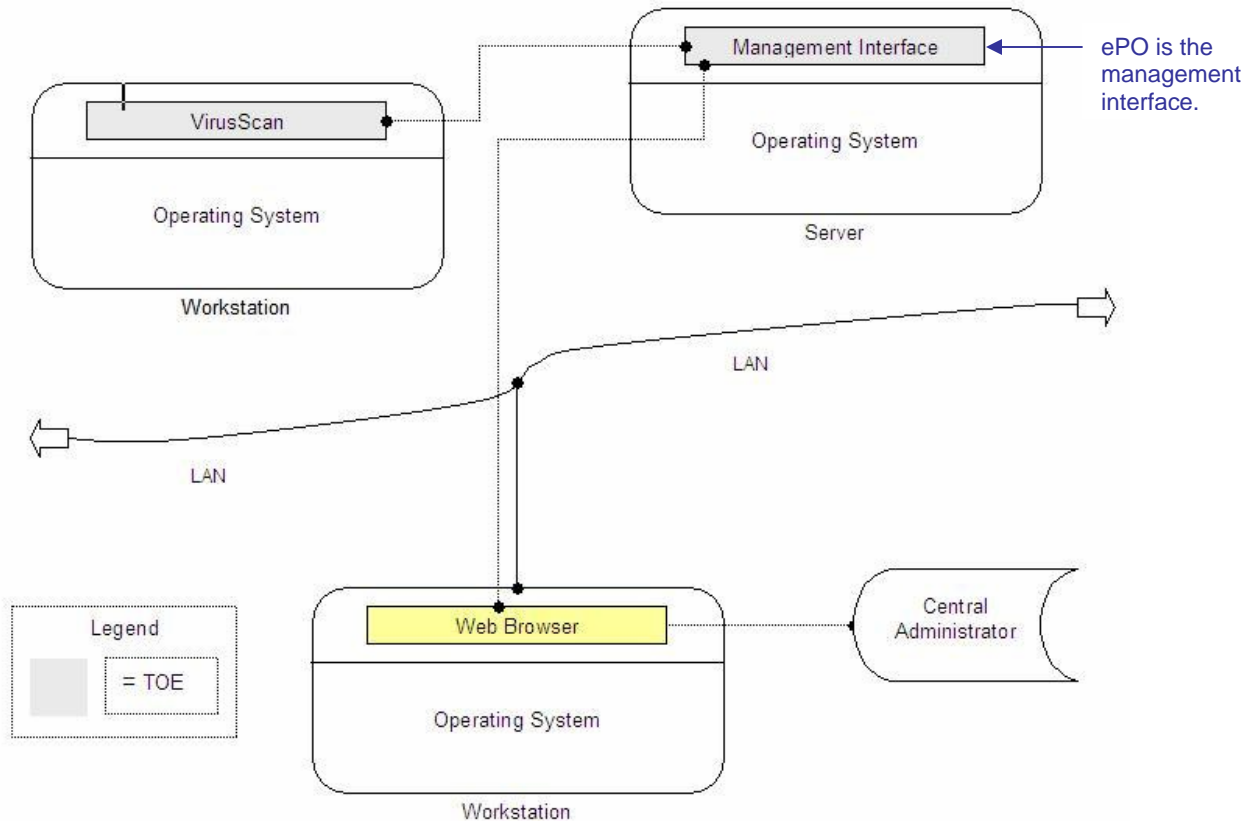 Management Interface
ePO is the
management
interface.
VirusScan
Operating System
Operating System
Server
Workstation
LAN
LAN
Legend
= TOE
Web Browser
Central
Administrator
Operating System
Workstation